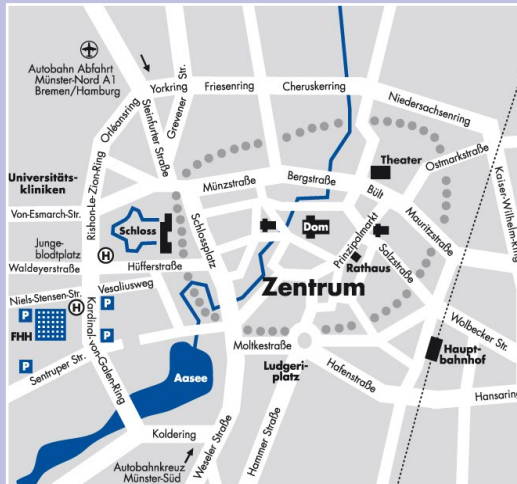 Autobahn Abfahrt
Münster-Nord A1
Bremen/Hamburg
Yorkring
Grevener Str.
Friesenring
Cheruskerring
Niedersachsenring
Orléansring
Steinfurter Straße
Theater
Ostmarkstraße
Kaiser-Wilhelm-Ring
Universitäts-
kliniken
Rishon-Le-Zion-Ring
Münzstraße
Bergstraße
Bült
Von-Esmarch-Str.
Schloss
Schlossplatz
Dom
Prinzipalmarkt
Mauritzstraße
Junge-
blodtplatz
H
Rathaus
Salzstraße
Waldeyerstraße
Hüfferstraße
Zentrum
Niels-Stensen-Str.
Vesaliusweg
H
P
P
FHH
Kardinal-von-Galen-Ring
Wolbecker Str.
Moltkestraße
Haupt-
bahnhof
Sentruper Str.
P
P
Aasee
Ludgeri-
platz
Hafenstraße
Hansaring
Koldering
Weseler Straße
Hammer Straße
Autobahnkreuz
Münster-Süd